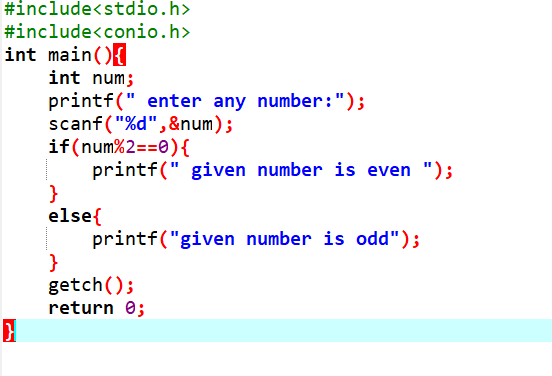 #include<stdio.h>
#include<conio.h>
int main(){
    int num;
    printf(" enter any number:");
    scanf("%d",&num);
    if(num%2==0){
        printf(" given number is even ");
    }
    else{
        printf("given number is odd");
    }
    getch();
    return 0;
}